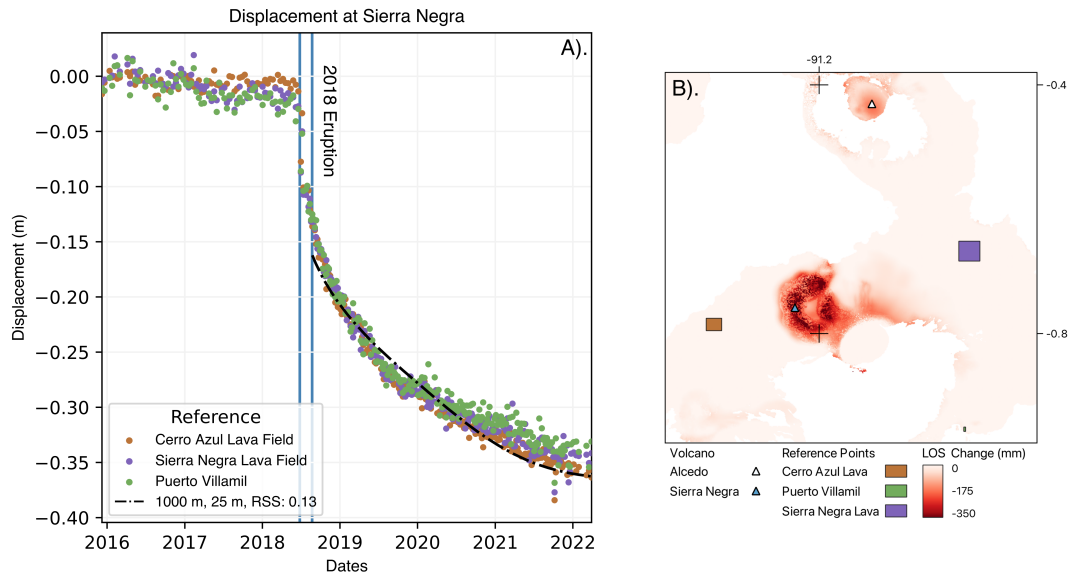 Displacement at Sierra Negra
A).
0.00
−0.05
−0.10
−0.15
−0.20
−0.25
−0.30
−0.35
−0.40
Displacement (m)
2018 Eruption
Reference
Cerro Azul Lava Field
Sierra Negra Lava Field
Puerto Villamil
1000 m, 25 m, RSS: 0.13
2016 2017 2018 2019 2020 2021 2022
Dates
-91.2
B).
-0.4
-0.8
Volcano Reference Points LOS Change (mm)
Alcedo Cerro Azul Lava 0
Sierra Negra Puerto Villamil -175
Sierra Negra Lava -350